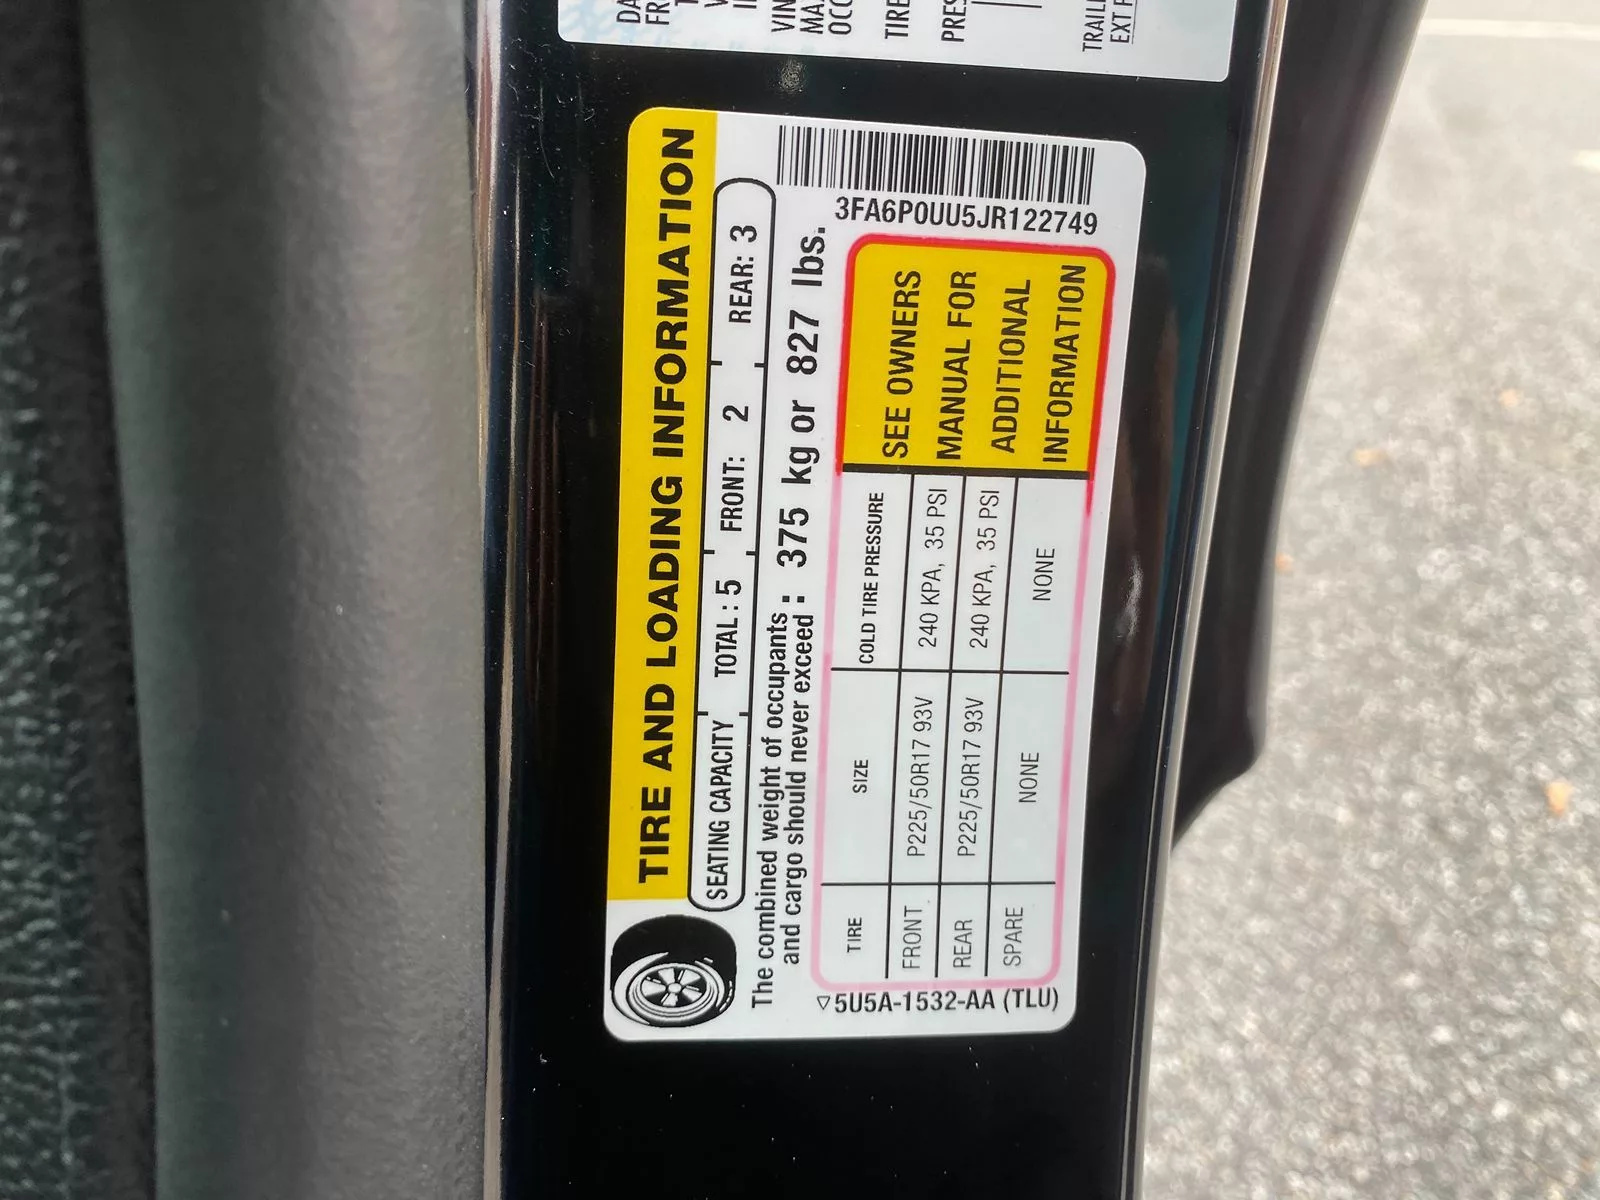 TIRE AND LOADING INFORMATION
SEATING CAPACITY TOTAL : 5 FRONT: 2 REAR: 3
The combined weight of occupants
and cargo should never exceed : 375 kg or 827 lbs.
3FA6P0UU5JR122749
TIRE SIZE COLD TIRE PRESSURE
FRONT P225/50R17 93V 240 KPA, 35 PSI
REAR P225/50R17 93V 240 KPA, 35 PSI
SPARE NONE NONE
SEE OWNERS
MANUAL FOR
ADDITIONAL
INFORMATION
5U5A-1532-AA (TLU)
VIN
TIRE